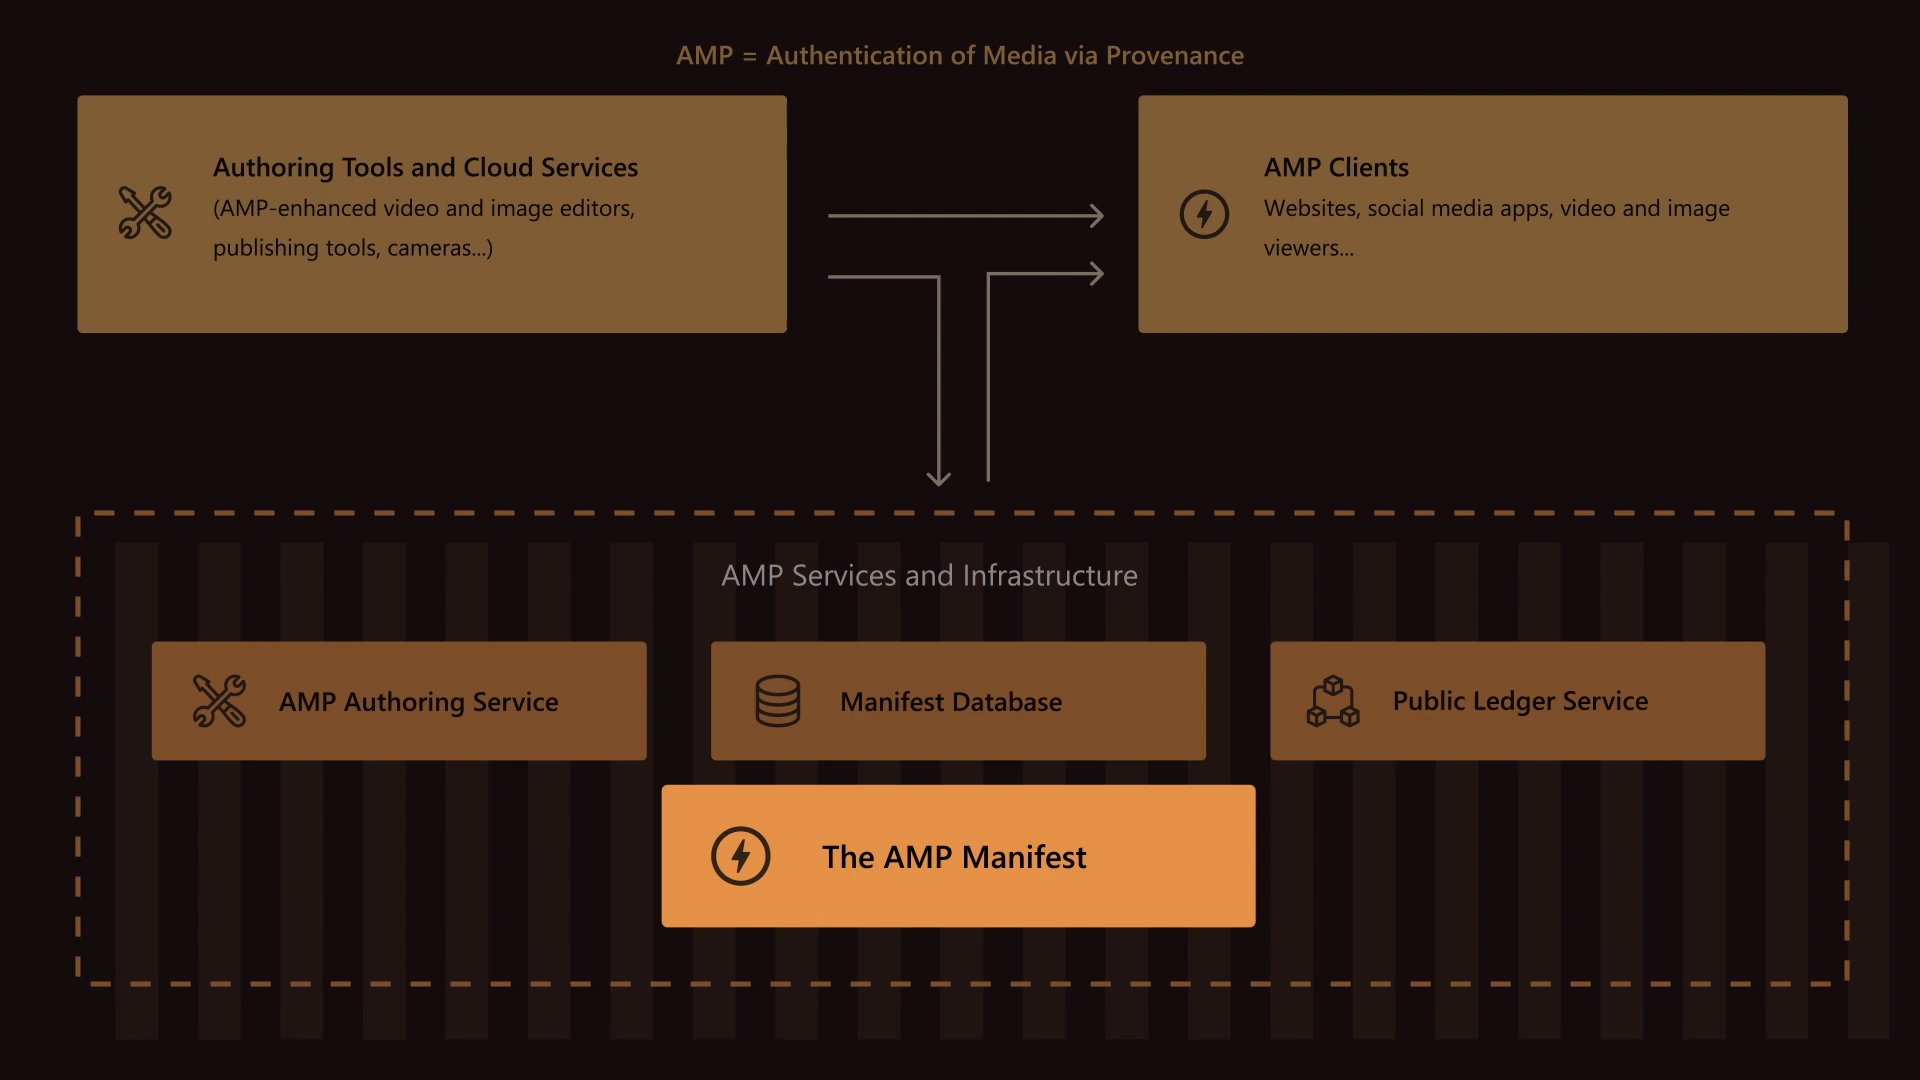 AMP = Authentication of Media via Provenance
Authoring Tools and Cloud Services
(AMP-enhanced video and image editors,
publishing tools, cameras...)
AMP Clients
Websites, social media apps, video and image
viewers...
AMP Services and Infrastructure
AMP Authoring Service
Manifest Database
Public Ledger Service
The AMP Manifest